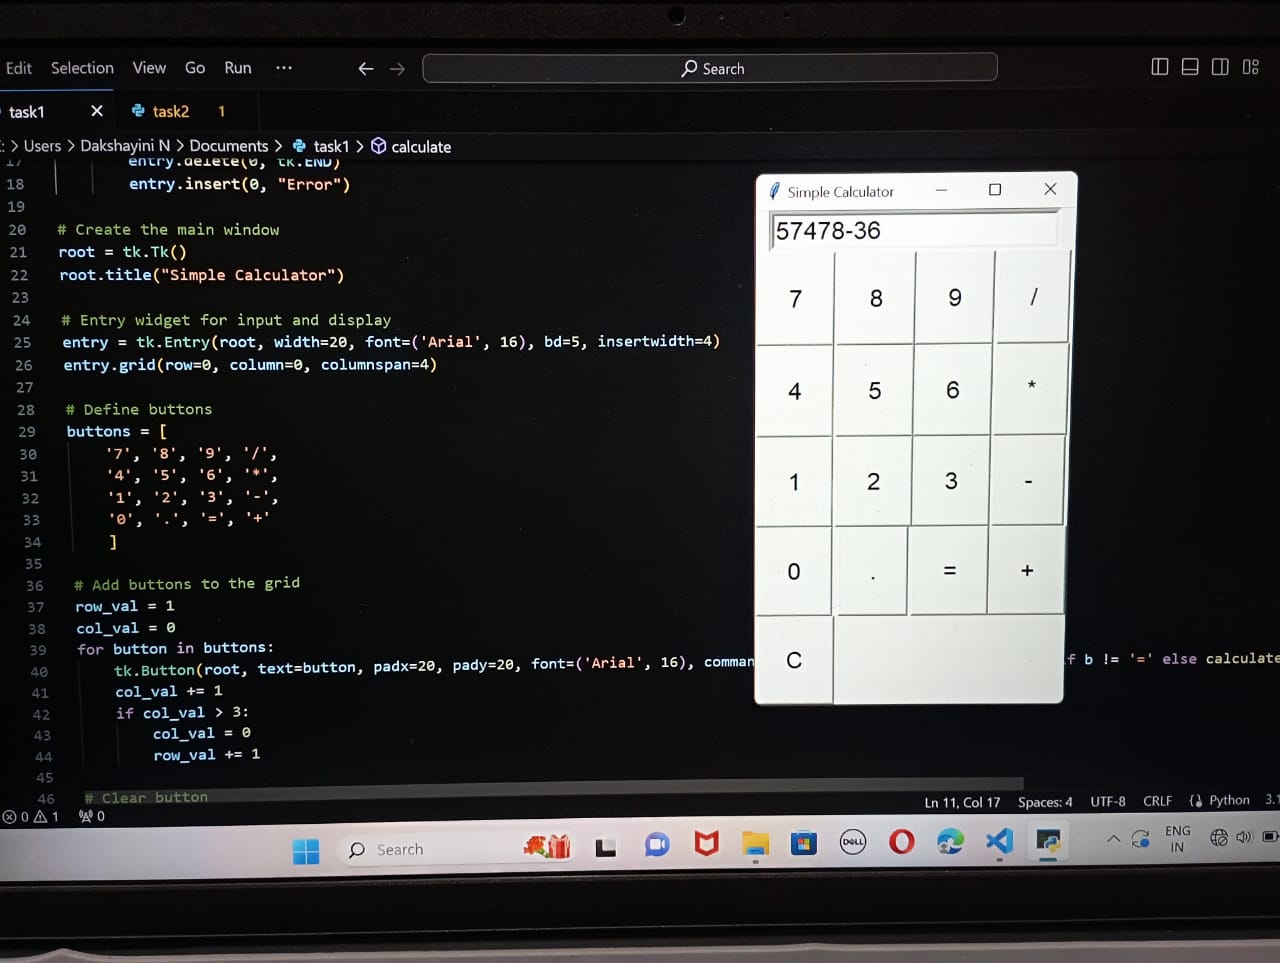 Edit Selection View Go Run ··· ← → Search
task1 × task2 1
: > Users > Dakshayini N > Documents > task1 > calculate
17 entry.delete(0, tk.END)
18 entry.insert(0, "Error")
19
20 # Create the main window
21 root = tk.Tk()
22 root.title("Simple Calculator")
23
24 # Entry widget for input and display
25 entry = tk.Entry(root, width=20, font=('Arial', 16), bd=5, insertwidth=4)
26 entry.grid(row=0, column=0, columnspan=4)
27
28 # Define buttons
29 buttons = [
30 '7', '8', '9', '/',
31 '4', '5', '6', '*',
32 '1', '2', '3', '-',
33 '0', '.', '=', '+'
34 ]
35
36 # Add buttons to the grid
37 row_val = 1
38 col_val = 0
39 for button in buttons:
40 tk.Button(root, text=button, padx=20, pady=20, font=('Arial', 16), comman
f b != '=' else calculate
41 col_val += 1
42 if col_val > 3:
43 col_val = 0
44 row_val += 1
45
46 # Clear button
Simple Calculator
57478-36
7 8 9 /
4 5 6 *
1 2 3 -
0 . = +
C
0 1 0 Ln 11, Col 17 Spaces: 4 UTF-8 CRLF Python 3.1
Search DELL ENG
IN